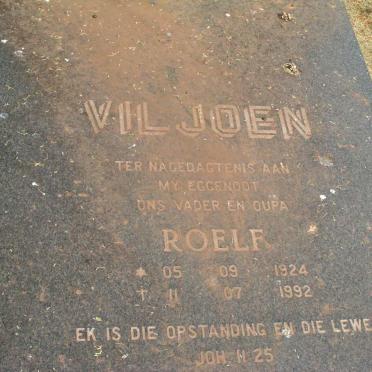 VILJOEN
TER NAGEDAGTENIS AAN
MY EGGENOOT
ONS VADER EN OUPA
ROELF
* 05 09 1924
† 11 07 1992
EK IS DIE OPSTANDING EN DIE LEWE
JOH. 11 25